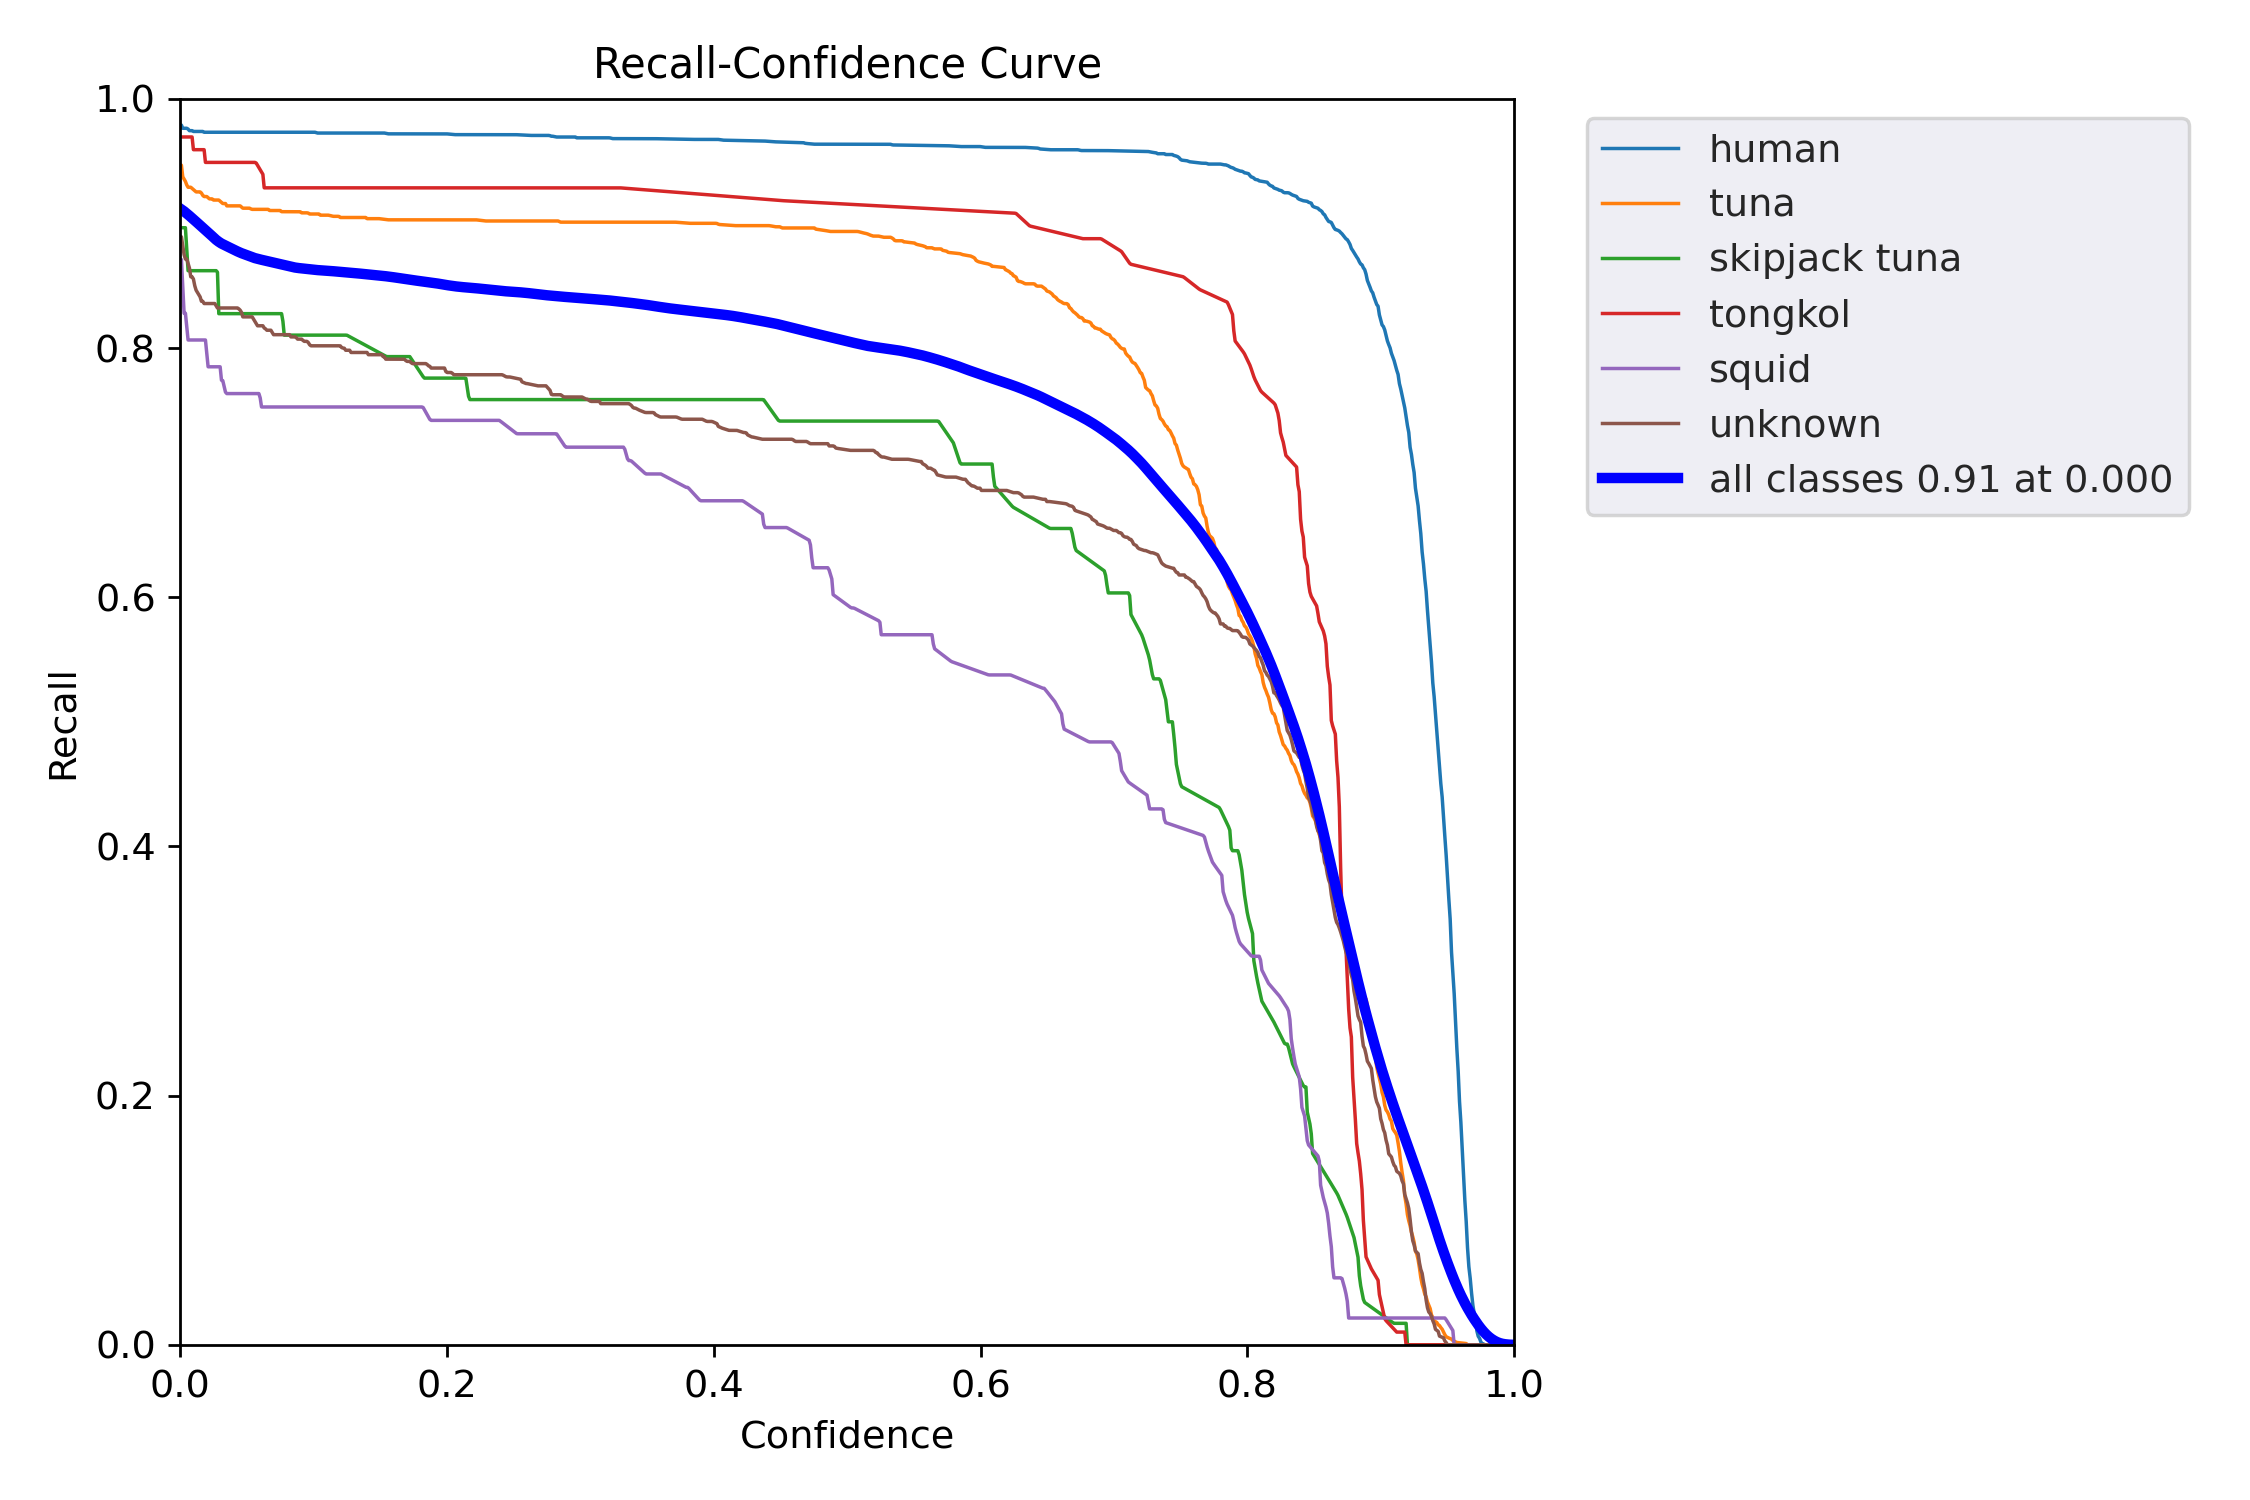 Recall-Confidence Curve
1.0
0.8
0.6
0.4
0.2
0.0
Recall
0.0 0.2 0.4 0.6 0.8 1.0
Confidence
human
tuna
skipjack tuna
tongkol
squid
unknown
all classes 0.91 at 0.000